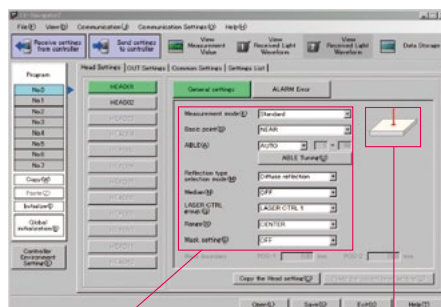 File(F) View(V) Communication(J) Communication Settings(G) Help(H)
Receive settings from controller
Send settings to controller
View Measurement Value
View Received Light Waveform
View Received Light Waveform
Data Storage
Program
No.0
No.1
No.2
No.3
No.4
No.5
No.6
No.7
Copy
Paste
Initialize
Global initialization
Controller Environment Setting
Head Settings OUT Settings Common Settings Settings List
HEAD01
HEAD02
General settings ALARM Error
Measurement mode Standard
Basic point NEAR
ABLE(A) AUTO
ABLE Tuning
Reflection type selection mode Diffuse reflection
Median OFF
LASER CTRL group LASER CTRL 1
Range CENTER
Mask setting OFF
Copy the Head setting
Open Save Exit Help